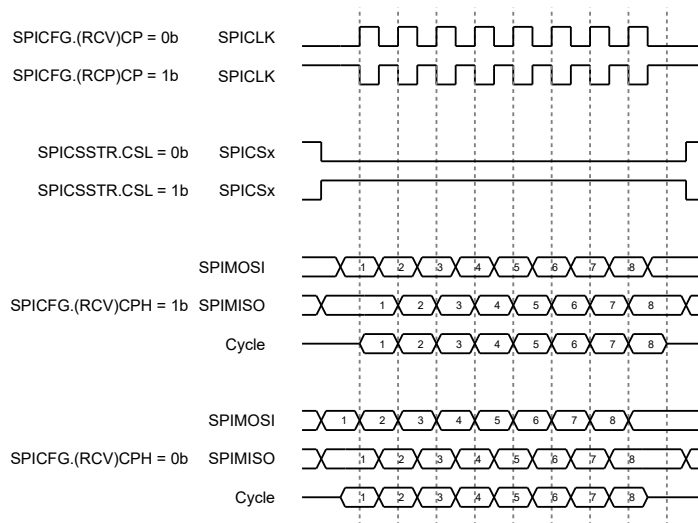 SPICFG.(RCV)CP = 0b SPICLK
SPICFG.(RCP)CP = 1b SPICLK
SPICSSTR.CSL = 0b SPICSx
SPICSSTR.CSL = 1b SPICSx
SPIMOSI 1 2 3 4 5 6 7 8
SPICFG.(RCV)CPH = 1b SPIMISO 1 2 3 4 5 6 7 8
Cycle 1 2 3 4 5 6 7 8
SPIMOSI 1 2 3 4 5 6 7 8
SPICFG.(RCV)CPH = 0b SPIMISO 1 2 3 4 5 6 7 8
Cycle 1 2 3 4 5 6 7 8